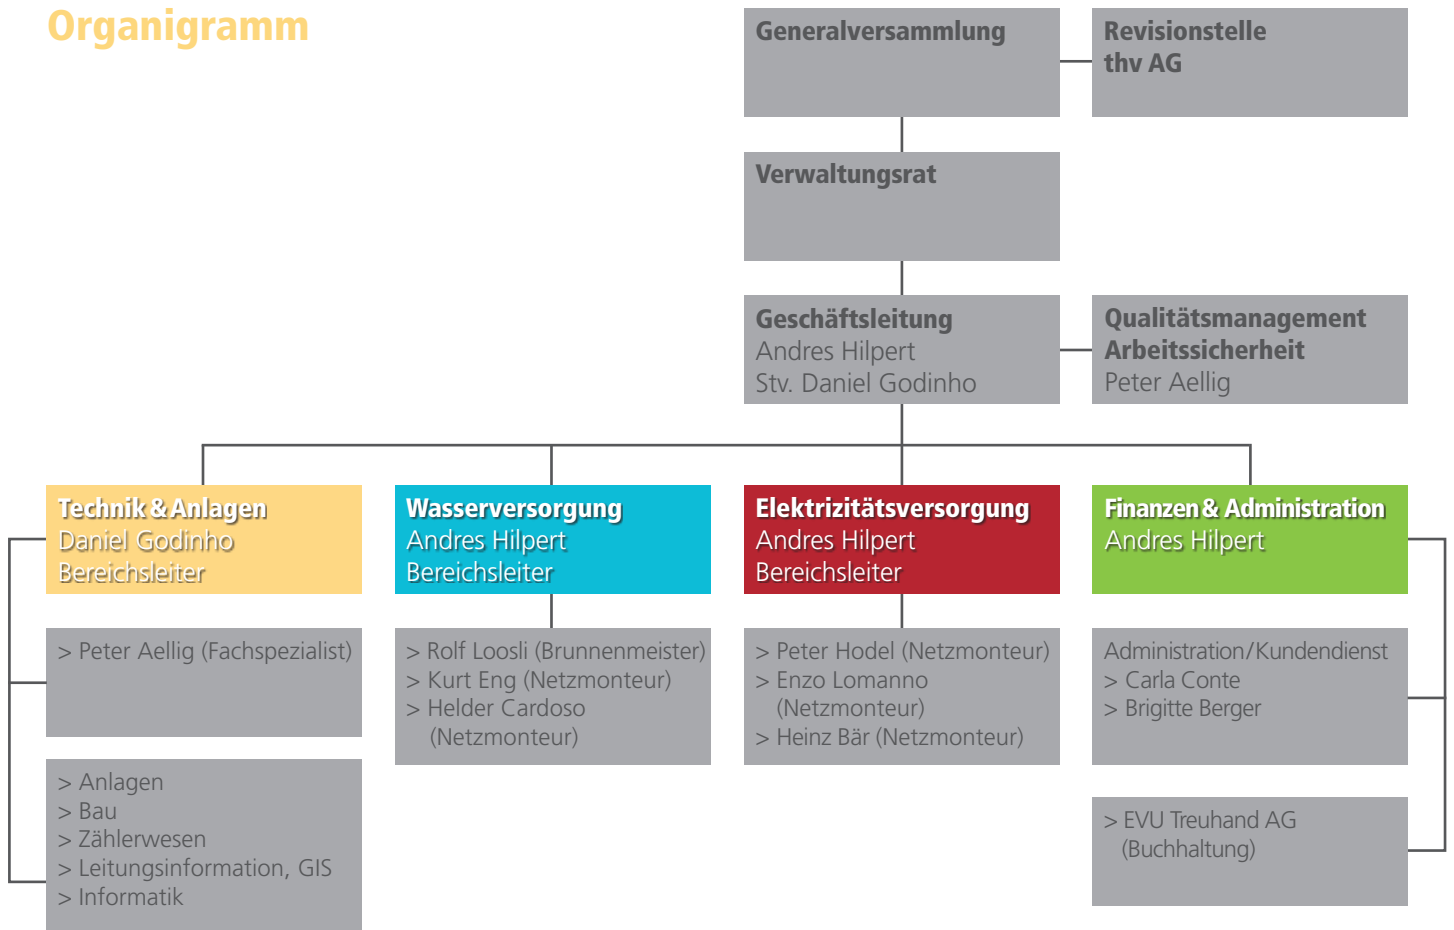 Organigramm
Generalversammlung
Revisionstelle
thv AG
Verwaltungsrat
Geschäftsleitung
Andres Hilpert
Stv. Daniel Godinho
Qualitätsmanagement
Arbeitssicherheit
Peter Aellig
Technik & Anlagen
Daniel Godinho
Bereichsleiter
Wasserversorgung
Andres Hilpert
Bereichsleiter
Elektrizitätsversorgung
Andres Hilpert
Bereichsleiter
Finanzen & Administration
Andres Hilpert
> Peter Aellig (Fachspezialist)
> Rolf Loosli (Brunnenmeister)
> Kurt Eng (Netzmonteur)
> Helder Cardoso
(Netzmonteur)
> Peter Hodel (Netzmonteur)
> Enzo Lomanno
(Netzmonteur)
> Heinz Bär (Netzmonteur)
Administration/Kundendienst
> Carla Conte
> Brigitte Berger
> Anlagen
> Bau
> Zählerwesen
> Leitungsinformation, GIS
> Informatik
> EVU Treuhand AG
(Buchhaltung)